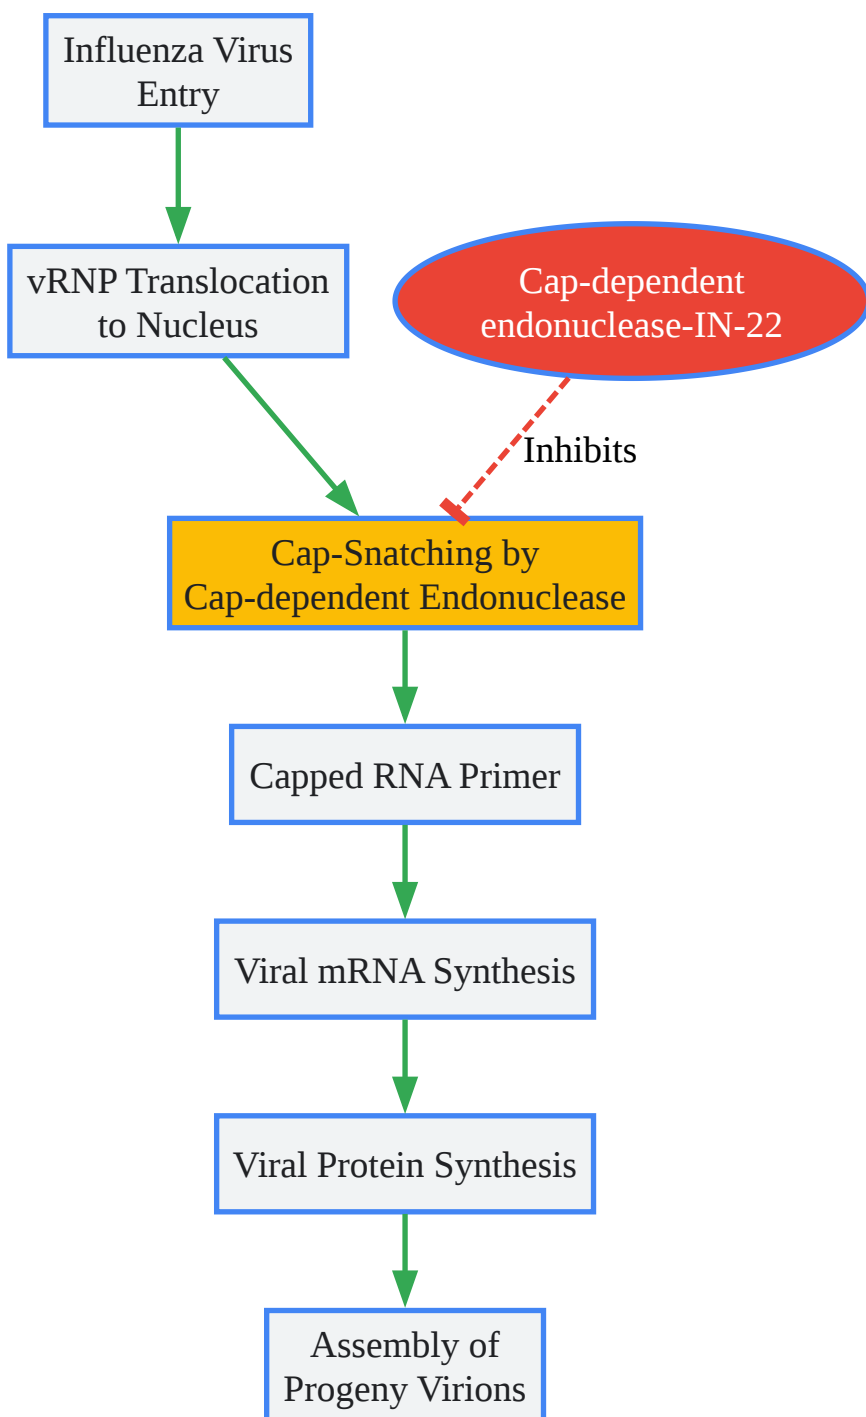 Influenza Virus
Entry
vRNP Translocation
to Nucleus
Cap-dependent
endonuclease-IN-22
Inhibits
Cap-Snatching by
Cap-dependent Endonuclease
Capped RNA Primer
Viral mRNA Synthesis
Viral Protein Synthesis
Assembly of
Progeny Virions